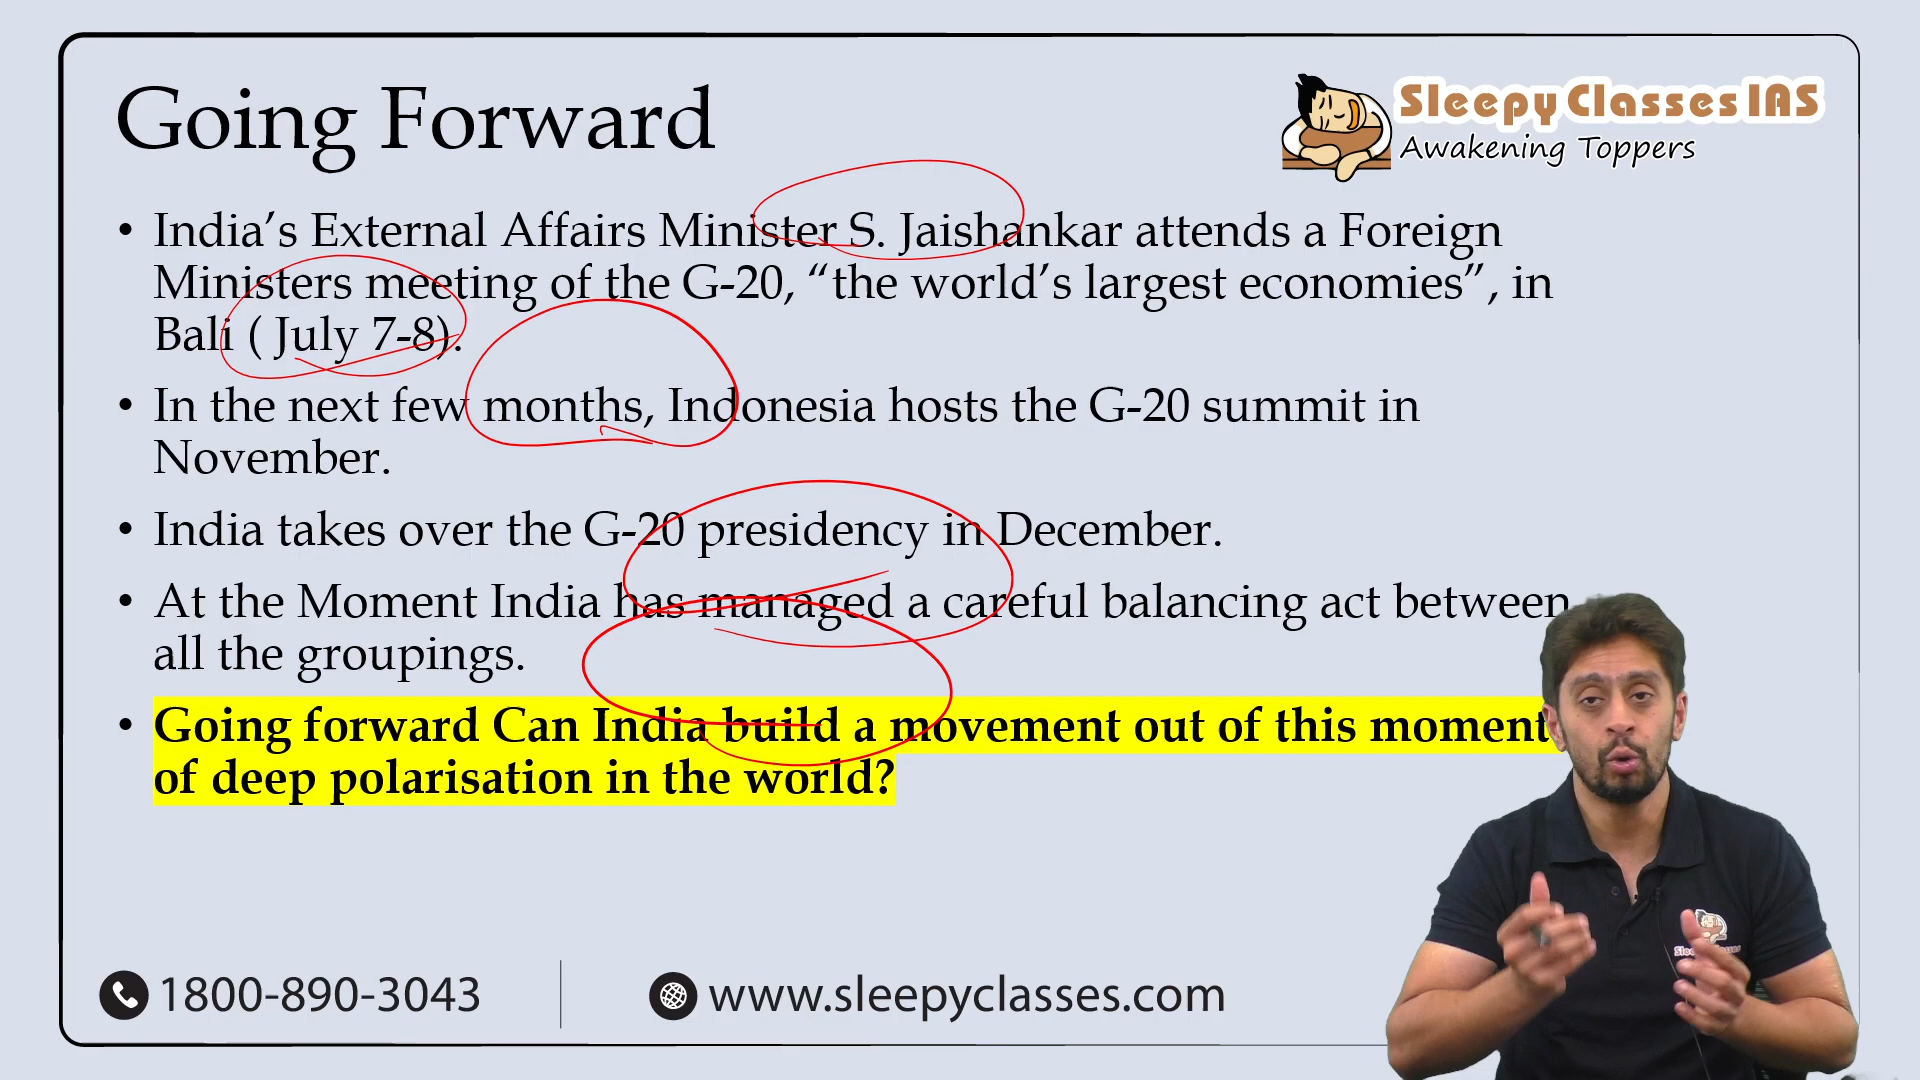 Going Forward
Sleepy Classes IAS
Awakening Toppers
• India’s External Affairs Minister S. Jaishankar attends a Foreign
Ministers meeting of the G-20, “the world’s largest economies”, in
Bali ( July 7-8).
• In the next few months, Indonesia hosts the G-20 summit in
November.
• India takes over the G-20 presidency in December.
• At the Moment India has managed a careful balancing act between
all the groupings.
• Going forward Can India build a movement out of this moment
of deep polarisation in the world?
1800-890-3043
www.sleepyclasses.com